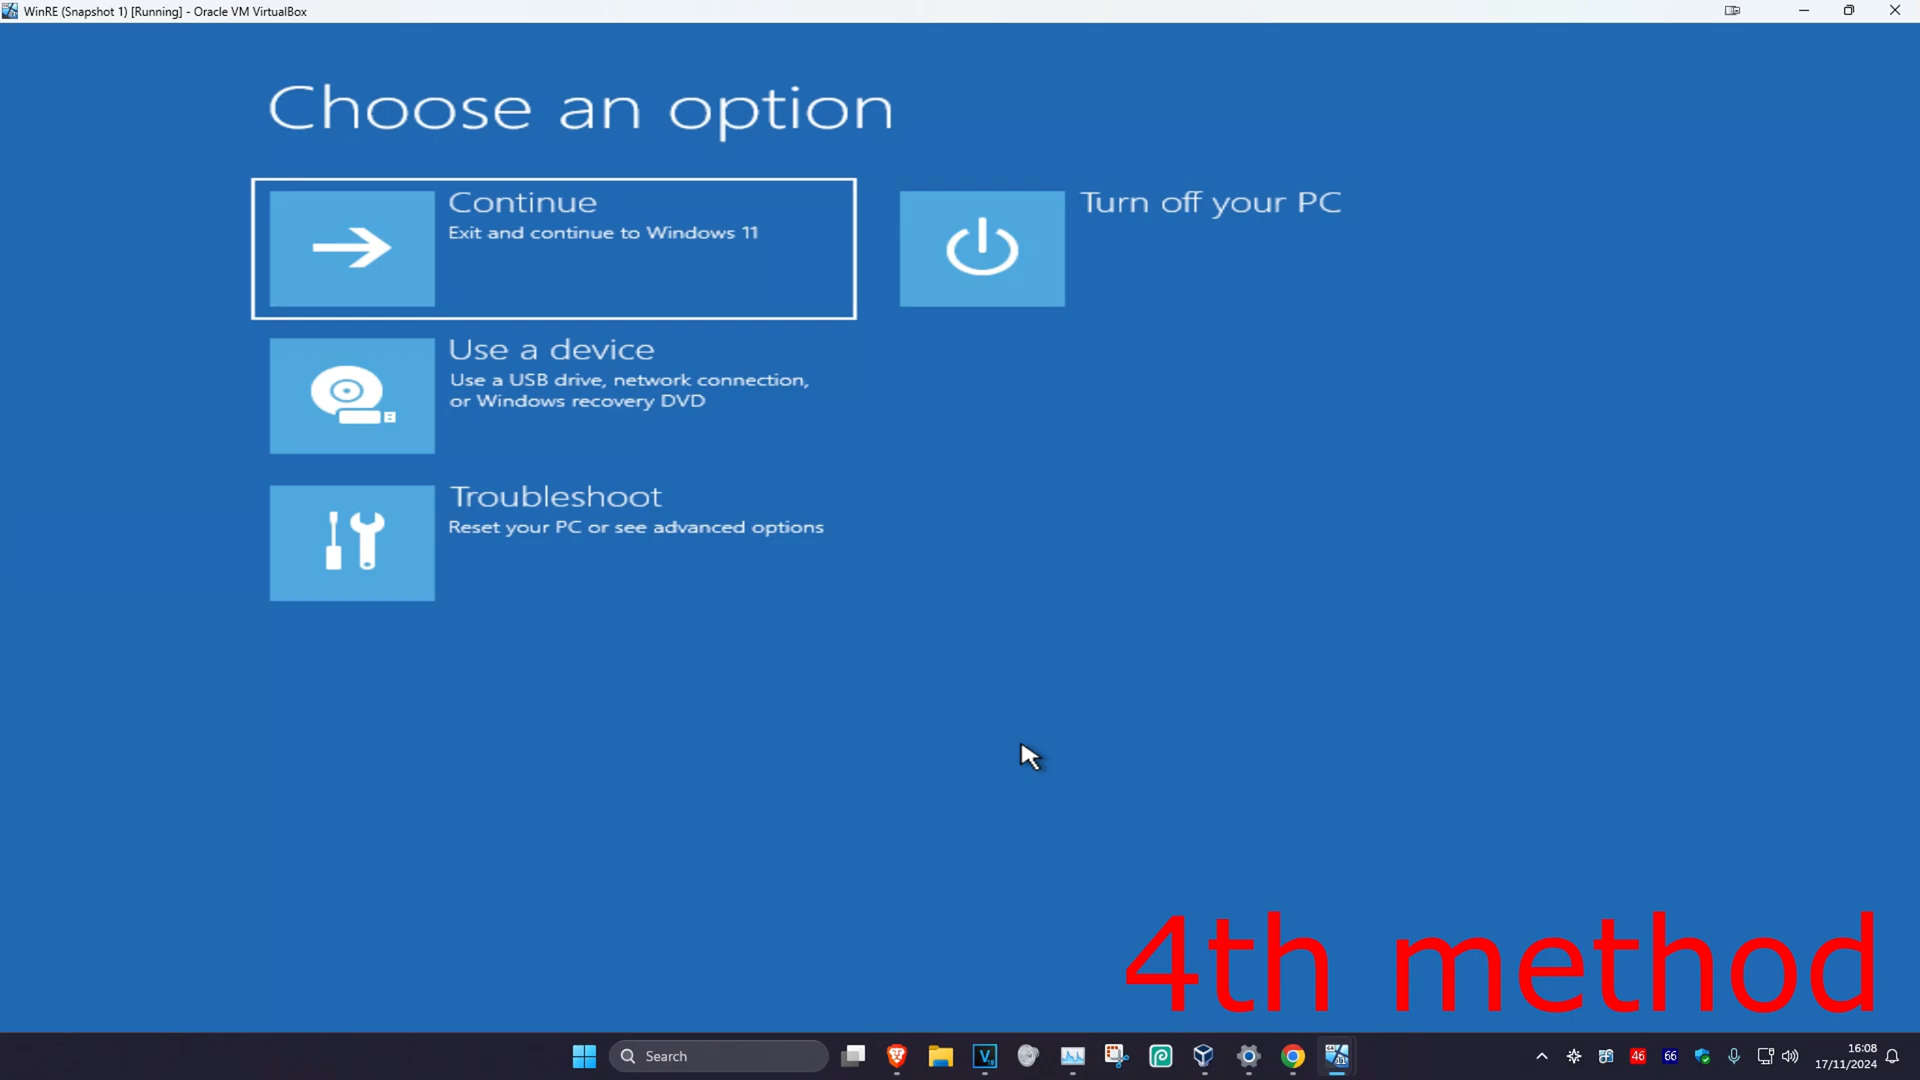 WinRE (Snapshot 1) [Running] - Oracle VM VirtualBox
Choose an option
Continue
Exit and continue to Windows 11
Turn off your PC
Use a device
Use a USB drive, network connection,
or Windows recovery DVD
Troubleshoot
Reset your PC or see advanced options
4th method
Search
46
66
16:08
17/11/2024